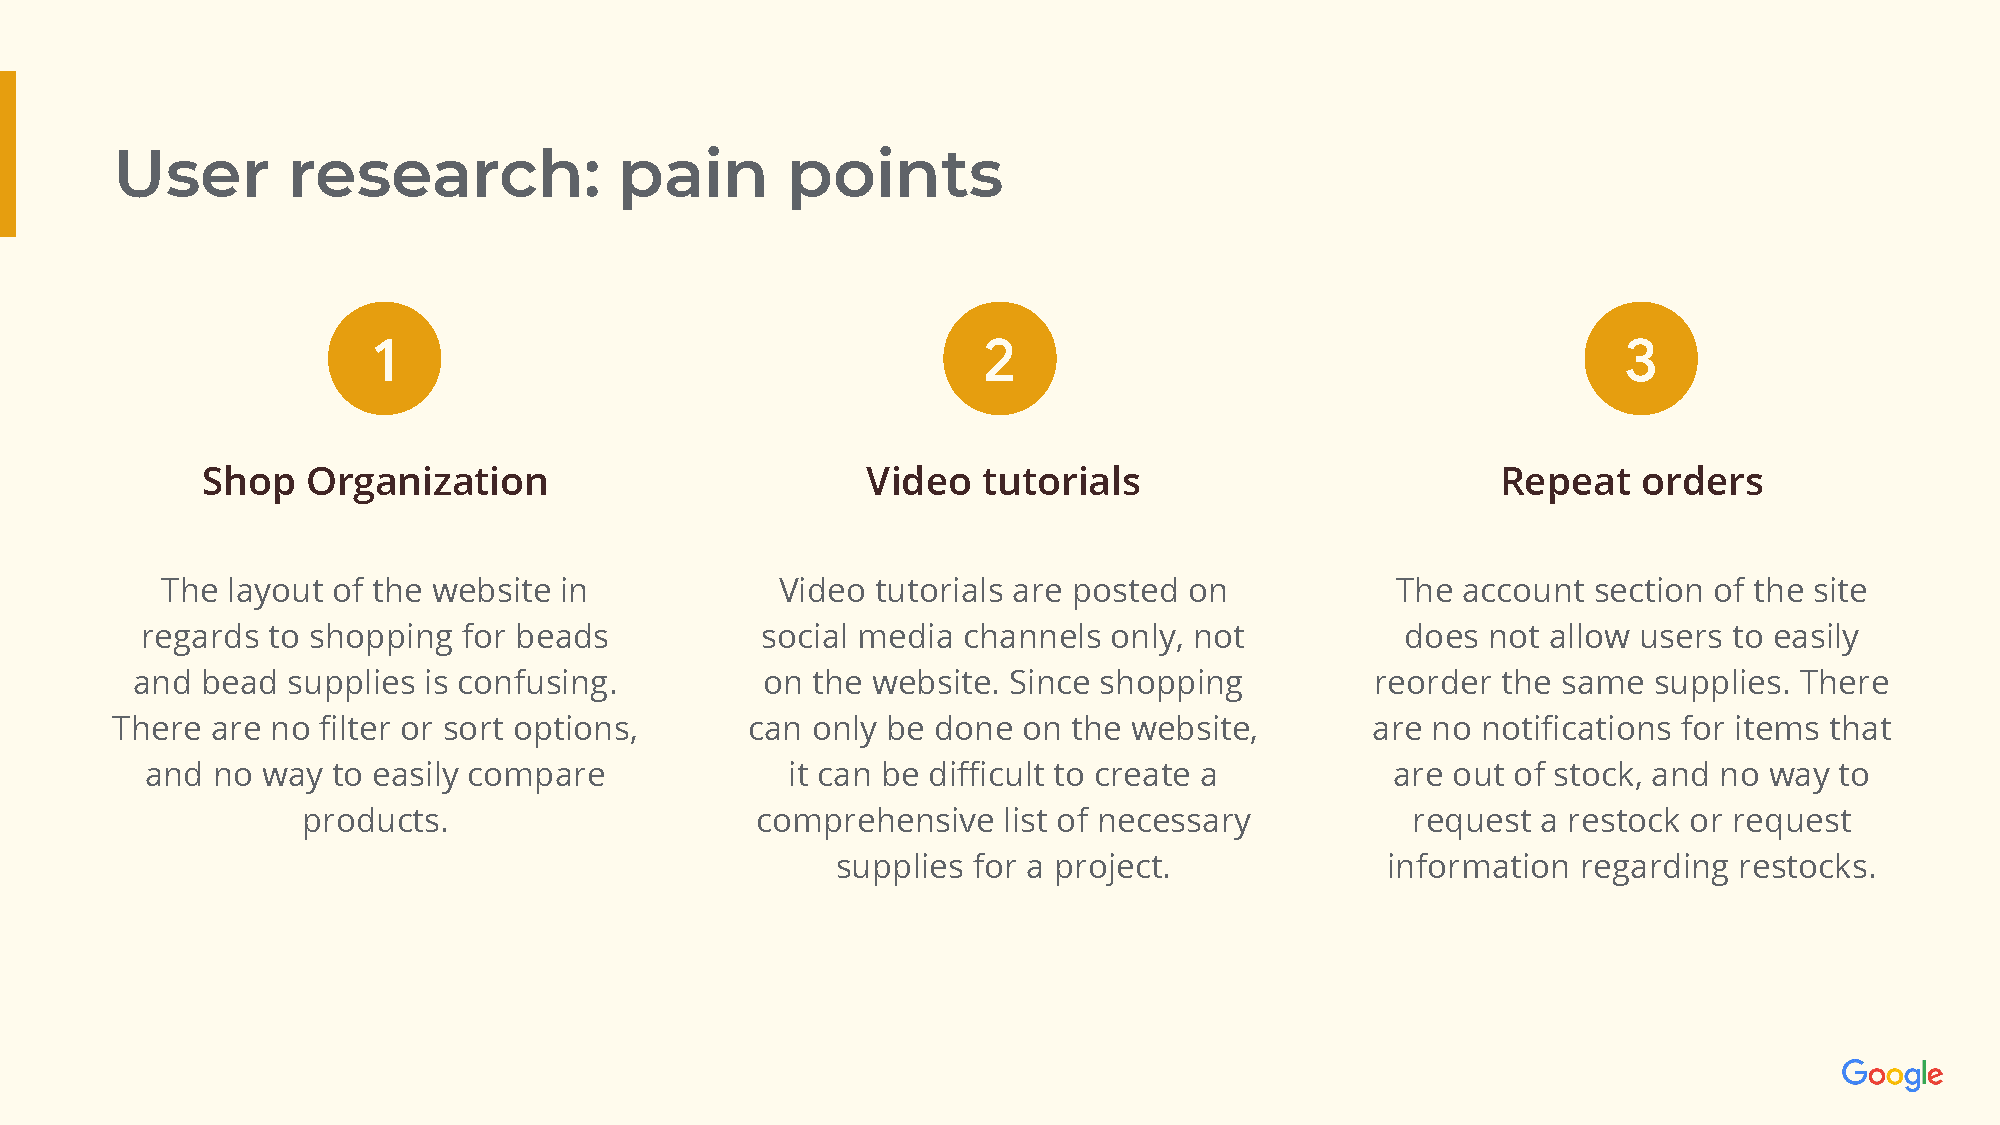 User research: pain points
1
Shop Organization
The layout of the website in
regards to shopping for beads
and bead supplies is confusing.
There are no filter or sort options,
and no way to easily compare
products.
2
Video tutorials
Video tutorials are posted on
social media channels only, not
on the website. Since shopping
can only be done on the website,
it can be difficult to create a
comprehensive list of necessary
supplies for a project.
3
Repeat orders
The account section of the site
does not allow users to easily
reorder the same supplies. There
are no notifications for items that
are out of stock, and no way to
request a restock or request
information regarding restocks.
Google